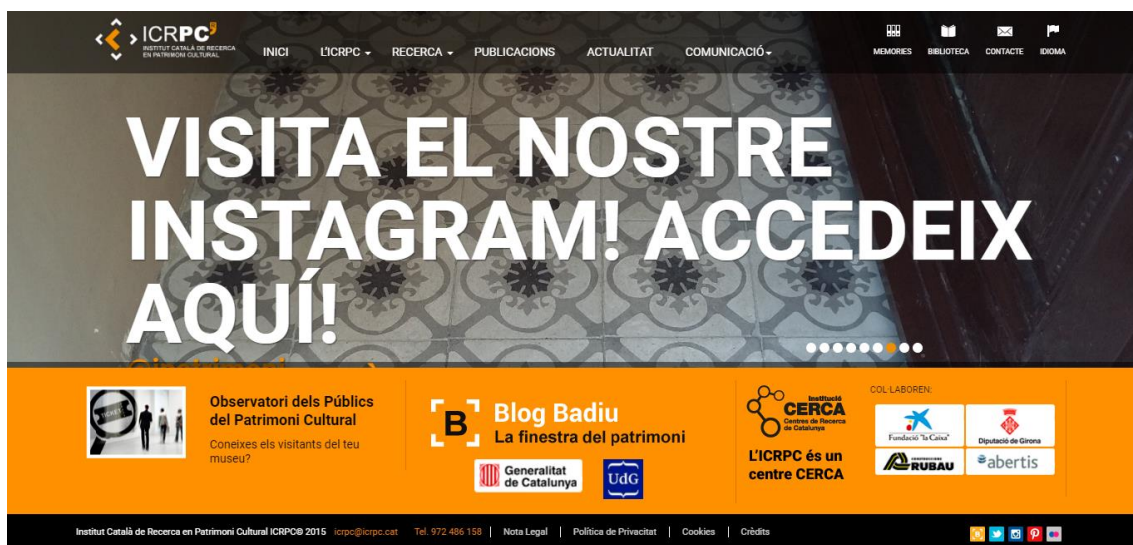 ICRPC
INSTITUT CATALÀ DE RECERCA
EN PATRIMONI CULTURAL
INICI
L'ICRPC
RECERCA
PUBLICACIONS
ACTUALITAT
COMUNICACIÓ
MEMORIES
BIBLIOTECA
CONTACTE
IDIOMA
VISITA EL NOSTRE
INSTAGRAM! ACCEDEIX
AQUÍ!
TICKET
Observatori dels Públics
del Patrimoni Cultural
Coneixes els visitants del teu
museu?
B
Blog Badiu
La finestra del patrimoni
Generalitat
de Catalunya
UdG
Institució
CERCA
Centres de Recerca
de Catalunya
L'ICRPC és un
centre CERCA
COL·LABOREN:
Fundació "la Caixa"
Diputació de Girona
CONSTRUCCIONS
RUBAU
abertis
Institut Català de Recerca en Patrimoni Cultural ICRPC© 2015 icrpc@icrpc.cat Tel. 972 486 158 | Nota Legal | Política de Privacitat | Cookies | Crèdits